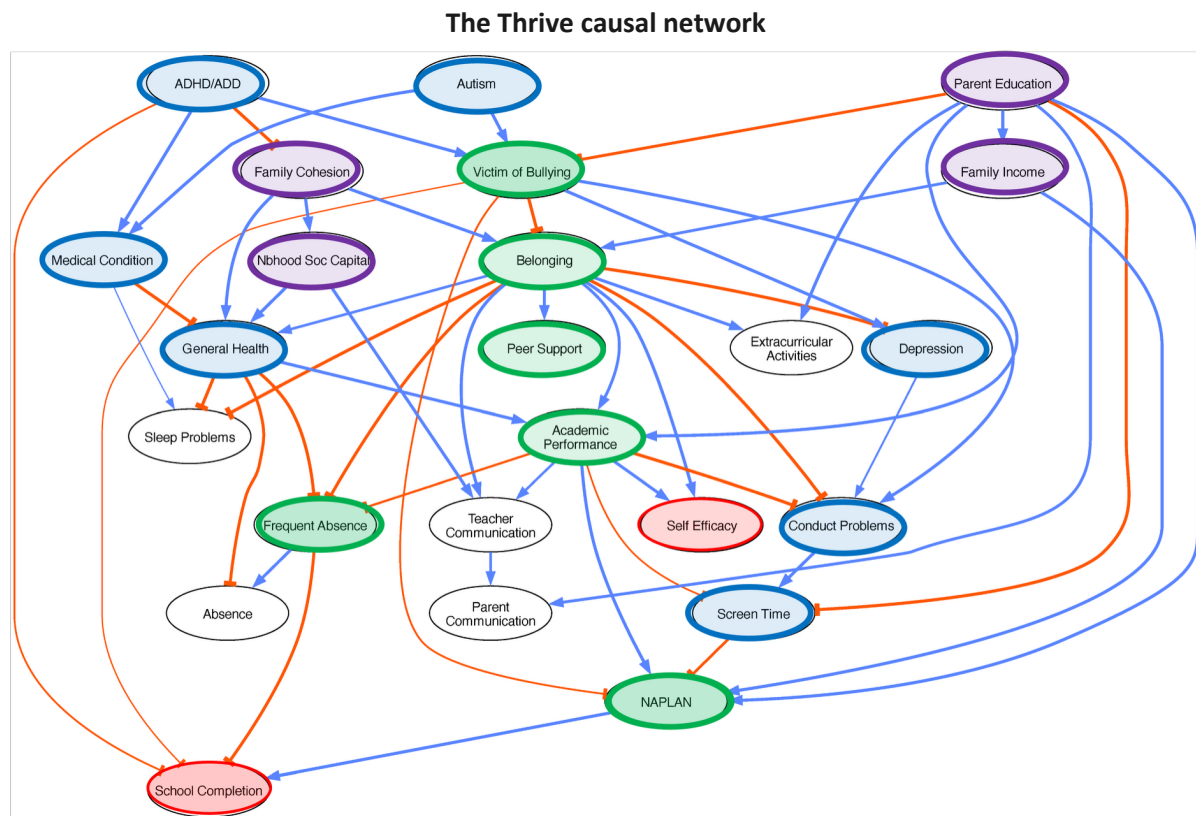 The Thrive causal network
ADHD/ADD
Autism
Parent Education
Family Cohesion
Victim of Bullying
Family Income
Medical Condition
Nbhood Soc Capital
Belonging
General Health
Peer Support
Extracurricular
Activities
Depression
Sleep Problems
Academic
Performance
Frequent Absence
Teacher
Communication
Self Efficacy
Conduct Problems
Absence
Parent
Communication
Screen Time
NAPLAN
School Completion